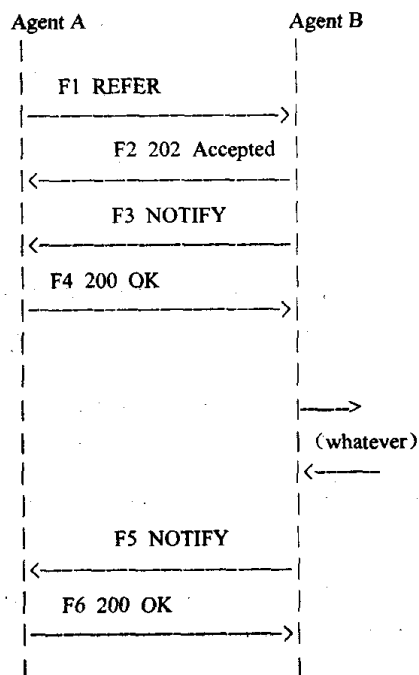 Agent A Agent B
F1 REFER
F2 202 Accepted
F3 NOTIFY
F4 200 OK
(whatever)
F5 NOTIFY
F6 200 OK